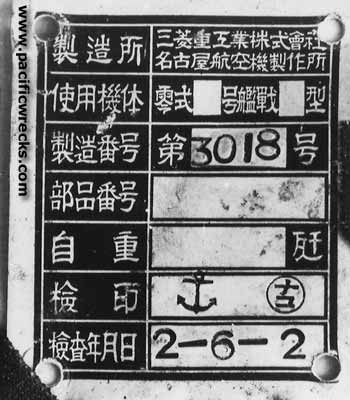 www.pacificwrecks.com
製造所 三菱重工業株式會社
名古屋航空機製作所
使用機体 零式 号艦戦 型
製造番号 第3018号
部品番号
自重 瓩
檢印 古
檢査年月日 2-6-2